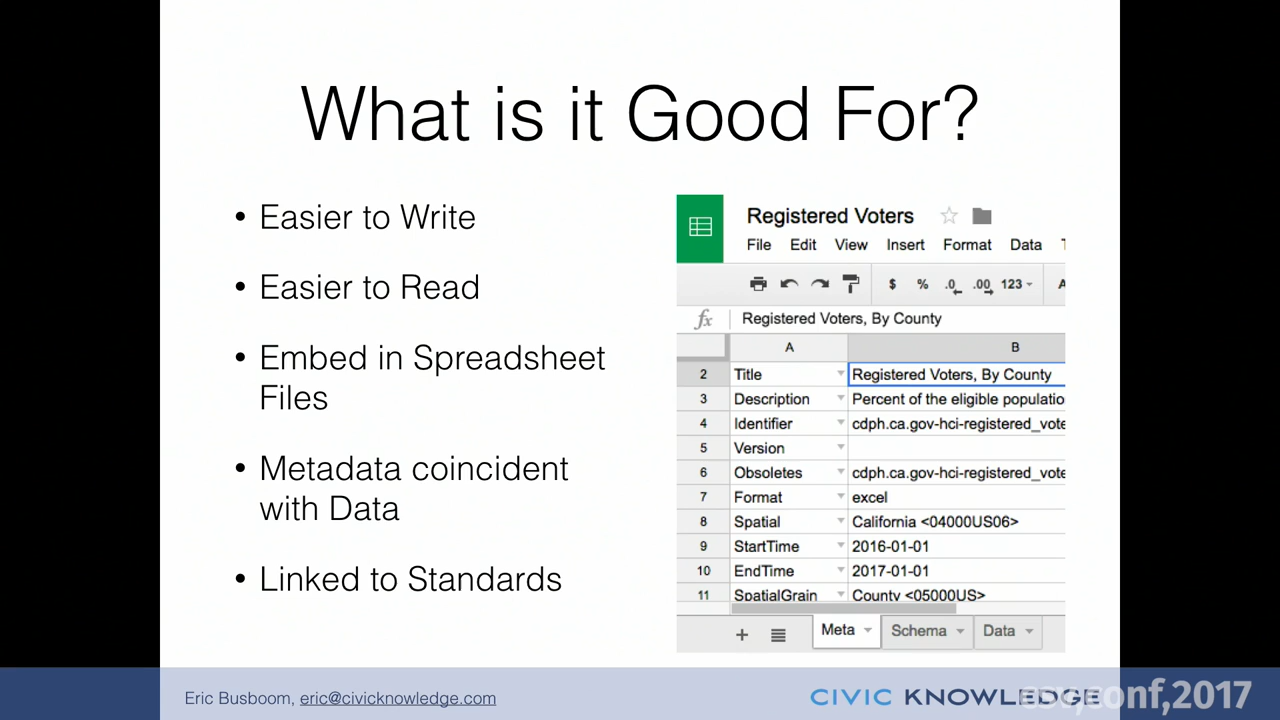 What is it Good For?
• Easier to Write
• Easier to Read
• Embed in Spreadsheet
Files
• Metadata coincident
with Data
• Linked to Standards
Registered Voters
File Edit View Insert Format Data
$ % .0 .00 123
fx Registered Voters, By County
A B
2 Title Registered Voters, By County
3 Description Percent of the eligible populatio
4 Identifier cdph.ca.gov-hci-registered_vote
5 Version
6 Obsoletes cdph.ca.gov-hci-registered_vote
7 Format excel
8 Spatial California <04000US06>
9 StartTime 2016-01-01
10 EndTime 2017-01-01
11 SpatialGrain County <05000US>
+ Meta Schema Data
Eric Busboom, eric@civicknowledge.com
CIVIC KNOWLEDGE
csv,conf,2017